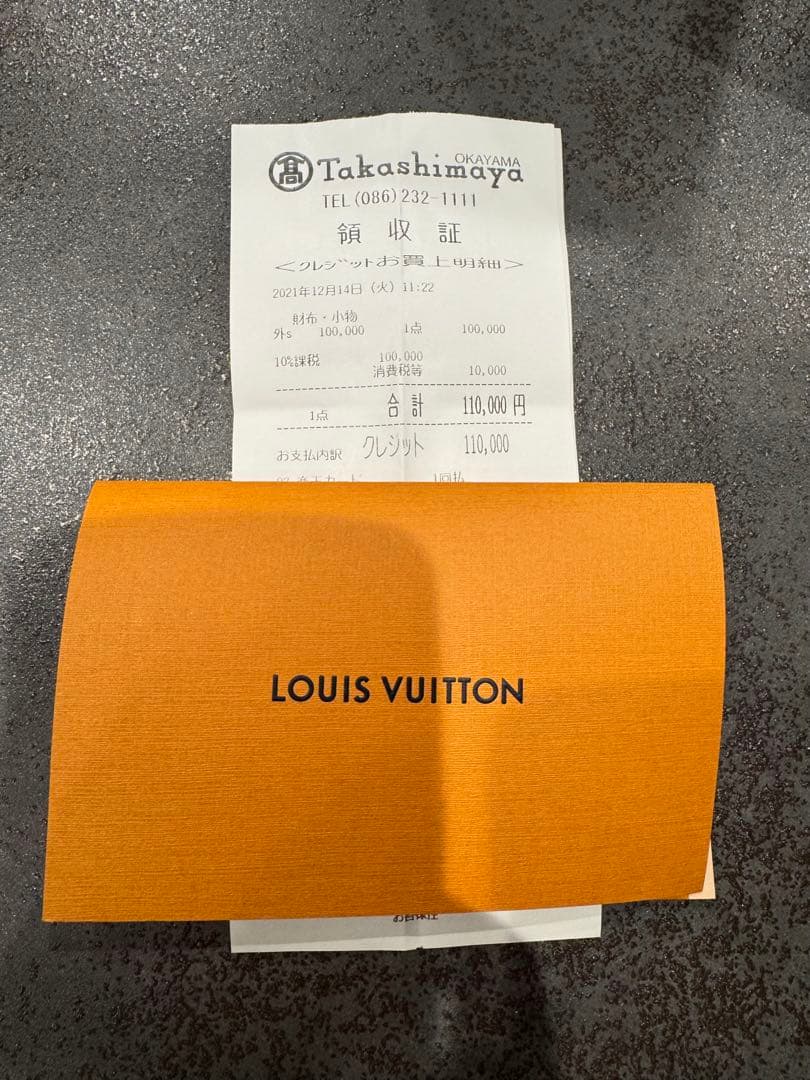 高 Takashimaya
OKAYAMA
TEL(086)232-1111
領収証
<クレジットお買上明細>
2021年12月14日(火)11:22
財布・小物
外s 100,000 1点 100,000
10%課税 100,000
消費税等 10,000
1点 合計 110,000円
お支払内訳 クレジット 110,000
1回払
LOUIS VUITTON